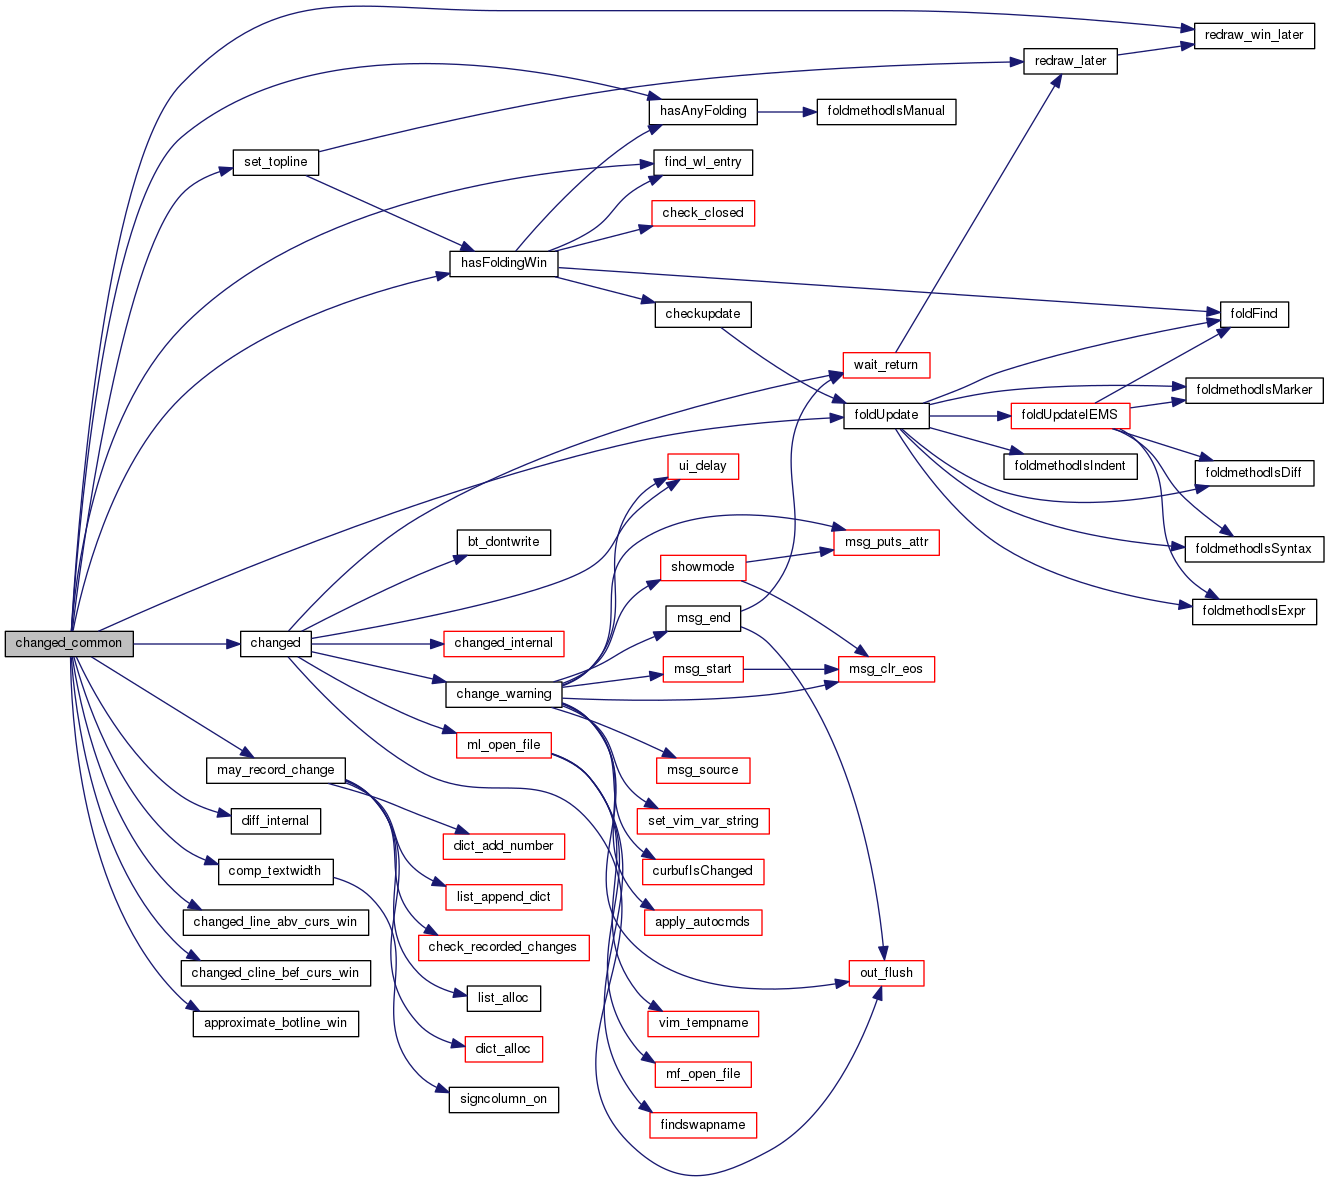 redraw_win_later
redraw_later
hasAnyFolding
foldmethodIsManual
set_topline
find_wl_entry
check_closed
hasFoldingWin
checkupdate
foldFind
wait_return
foldmethodIsMarker
foldUpdate
foldUpdateIEMS
ui_delay
foldmethodIsIndent
foldmethodIsDiff
bt_dontwrite
msg_puts_attr
foldmethodIsSyntax
showmode
foldmethodIsExpr
msg_end
changed_common
changed
changed_internal
msg_start
msg_clr_eos
change_warning
ml_open_file
may_record_change
msg_source
diff_internal
set_vim_var_string
dict_add_number
comp_textwidth
curbufIsChanged
list_append_dict
changed_line_abv_curs_win
apply_autocmds
check_recorded_changes
changed_cline_bef_curs_win
out_flush
list_alloc
approximate_botline_win
vim_tempname
dict_alloc
mf_open_file
signcolumn_on
findswapname